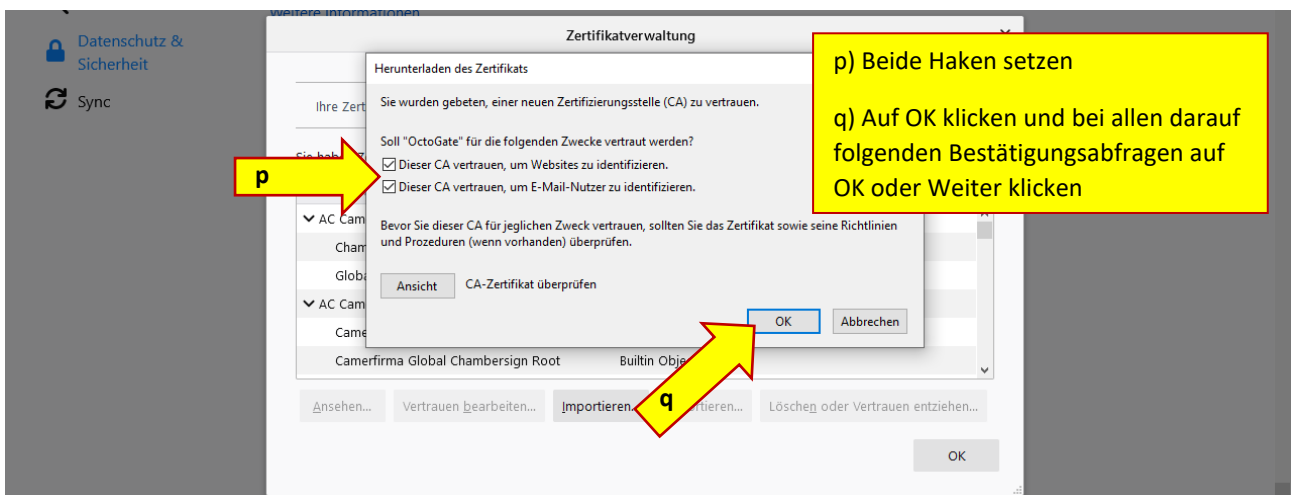 Weitere Informationen
Datenschutz &
Sicherheit
Sync
Zertifikatverwaltung
Herunterladen des Zertifikats
Ihre Zert
Sie wurden gebeten, einer neuen Zertifizierungsstelle (CA) zu vertrauen.
Soll "OctoGate" für die folgenden Zwecke vertraut werden?
Dieser CA vertrauen, um Websites zu identifizieren.
Dieser CA vertrauen, um E-Mail-Nutzer zu identifizieren.
Bevor Sie dieser CA für jeglichen Zweck vertrauen, sollten Sie das Zertifikat sowie seine Richtlinien
und Prozeduren (wenn vorhanden) überprüfen.
Ansicht CA-Zertifikat überprüfen
OK Abbrechen
p
q
p) Beide Haken setzen
q) Auf OK klicken und bei allen darauf
folgenden Bestätigungsabfragen auf
OK oder Weiter klicken
AC Cam
Cham
Globa
AC Cam
Came
Camerfirma Global Chambersign Root Builtin Obje
Ansehen... Vertrauen bearbeiten... Importieren... rtieren... Löschen oder Vertrauen entziehen...
OK